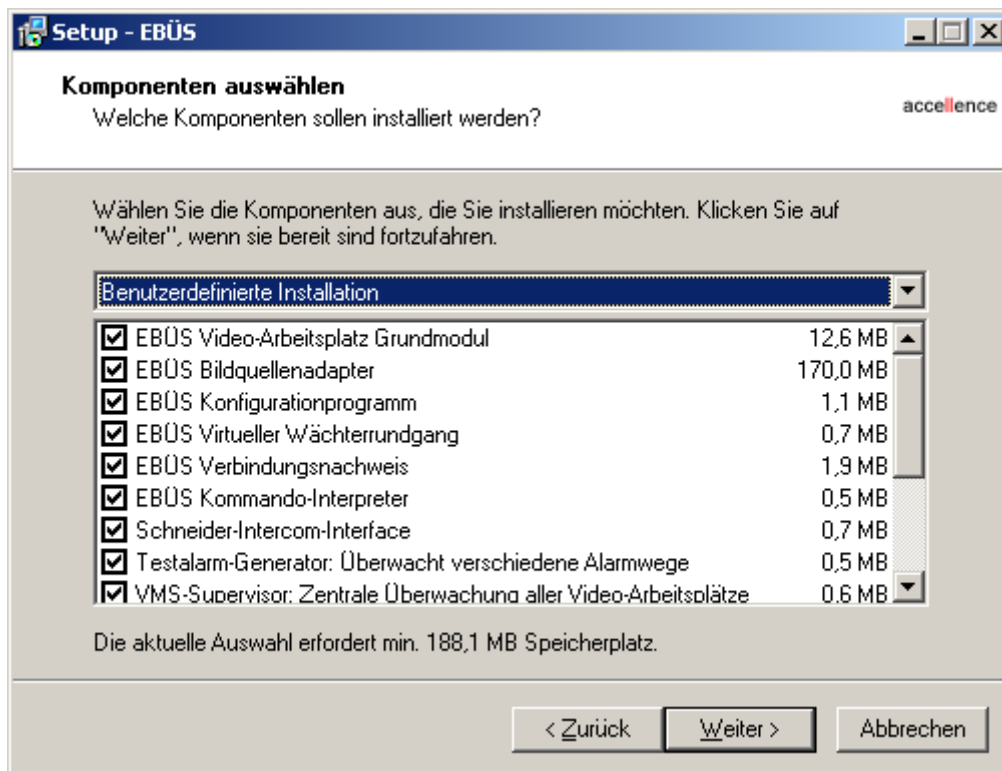 Setup - EBÜS
Komponenten auswählen
Welche Komponenten sollen installiert werden?
accellence
Wählen Sie die Komponenten aus, die Sie installieren möchten. Klicken Sie auf
"Weiter", wenn sie bereit sind fortzufahren.
Benutzerdefinierte Installation
EBÜS Video-Arbeitsplatz Grundmodul 12,6 MB
EBÜS Bildquellenadapter 170,0 MB
EBÜS Konfigurationprogramm 1,1 MB
EBÜS Virtueller Wächterrundgang 0,7 MB
EBÜS Verbindungsnachweis 1,9 MB
EBÜS Kommando-Interpreter 0,5 MB
Schneider-Intercom-Interface 0,7 MB
Testalarm-Generator: Überwacht verschiedene Alarmwege 0,5 MB
VMS-Supervisor: Zentrale Überwachung aller Video-Arbeitsplätze 0,6 MB
Die aktuelle Auswahl erfordert min. 188,1 MB Speicherplatz.
< Zurück Weiter > Abbrechen